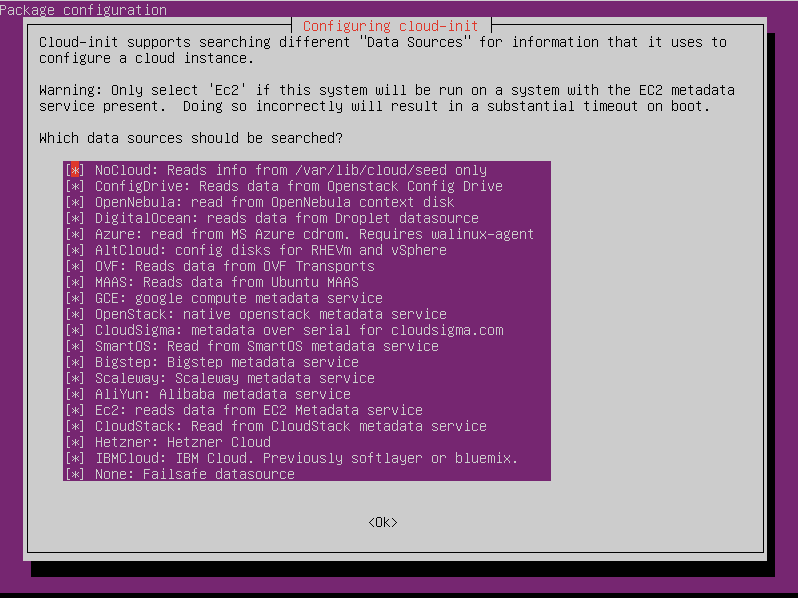 Package configuration
Configuring cloud-init
Cloud-init supports searching different "Data Sources" for information that it uses to
configure a cloud instance.
Warning: Only select 'Ec2' if this system will be run on a system with the EC2 metadata
service present.  Doing so incorrectly will result in a substantial timeout on boot.
Which data sources should be searched?
[*] NoCloud: Reads info from /var/lib/cloud/seed only
[*] ConfigDrive: Reads data from Openstack Config Drive
[*] OpenNebula: read from OpenNebula context disk
[*] DigitalOcean: reads data from Droplet datasource
[*] Azure: read from MS Azure cdrom. Requires walinux-agent
[*] AltCloud: config disks for RHEVm and vSphere
[*] OVF: Reads data from OVF Transports
[*] MAAS: Reads data from Ubuntu MAAS
[*] GCE: google compute metadata service
[*] OpenStack: native openstack metadata service
[*] CloudSigma: metadata over serial for cloudsigma.com
[*] SmartOS: Read from SmartOS metadata service
[*] Bigstep: Bigstep metadata service
[*] Scaleway: Scaleway metadata service
[*] AliYun: Alibaba metadata service
[*] Ec2: reads data from EC2 Metadata service
[*] CloudStack: Read from CloudStack metadata service
[*] Hetzner: Hetzner Cloud
[*] IBMCloud: IBM Cloud. Previously softlayer or bluemix.
[*] None: Failsafe datasource
<Ok>